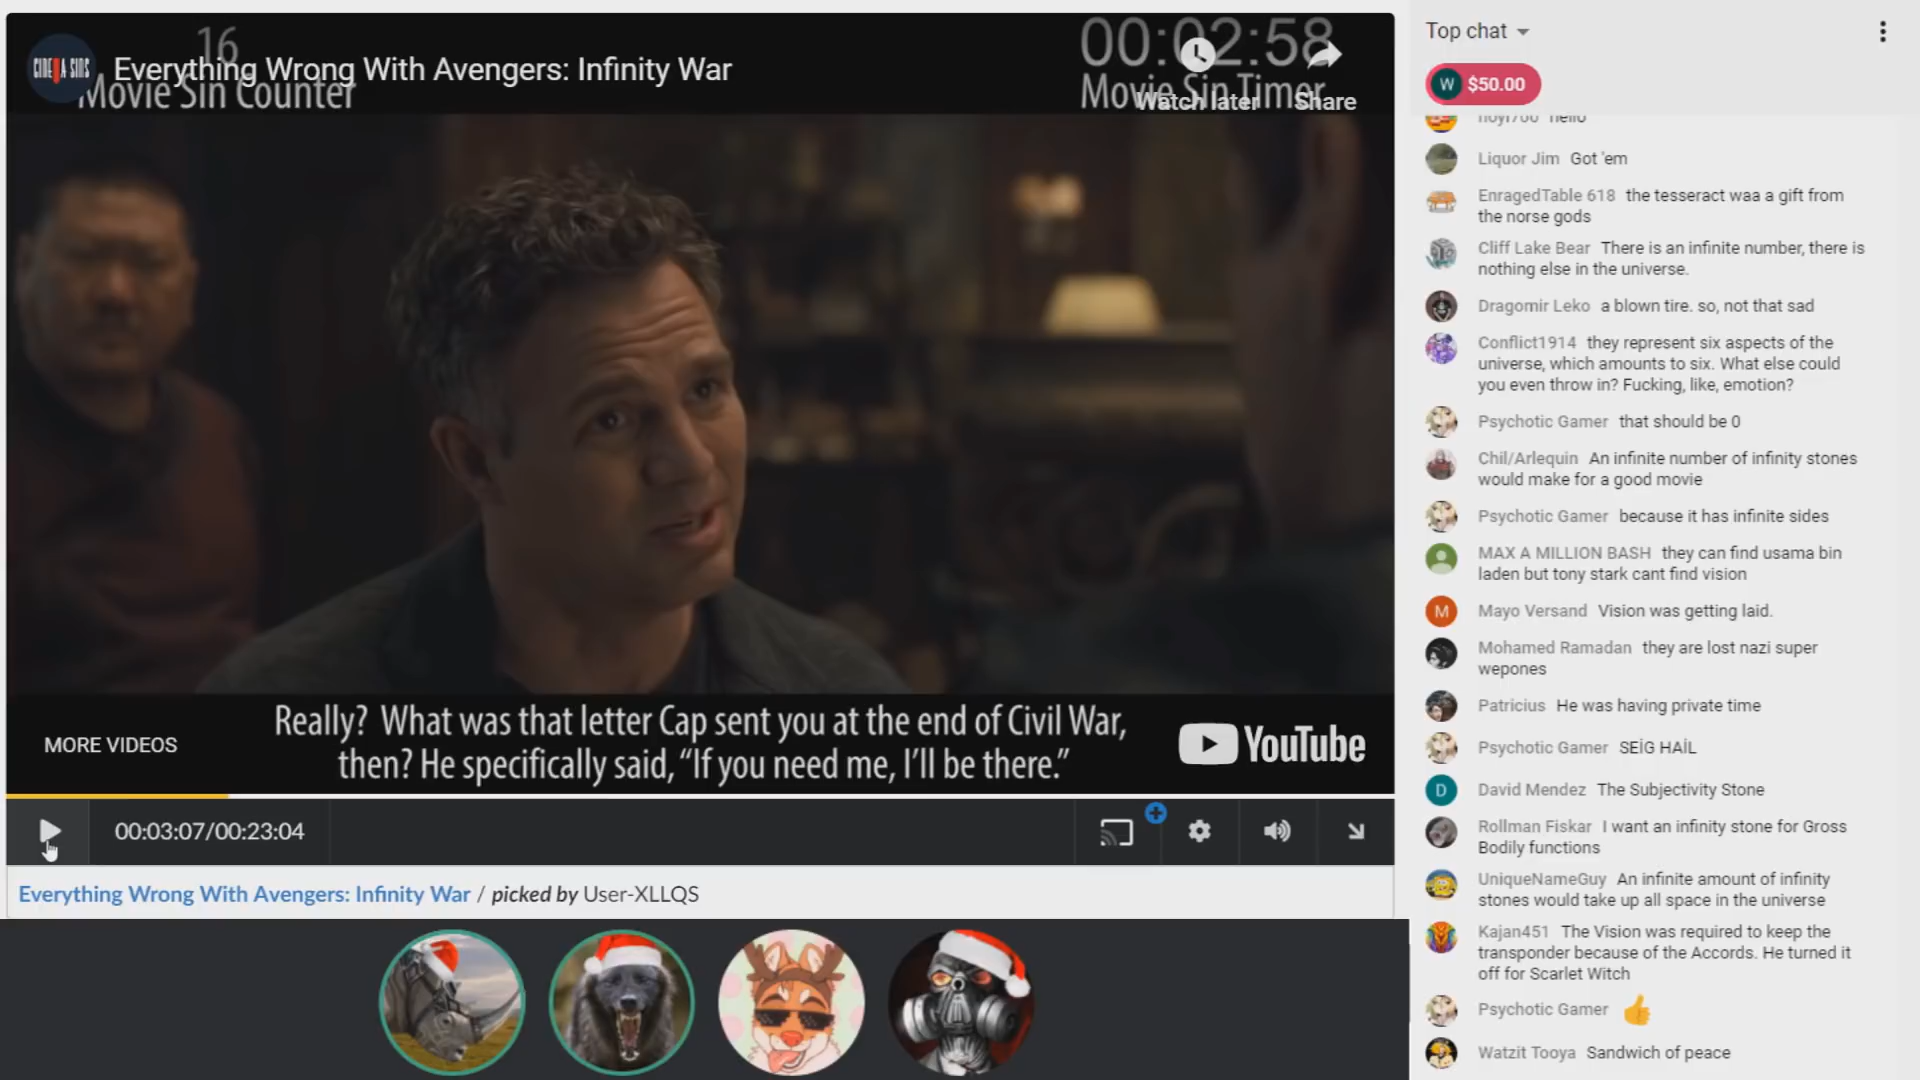 16
Movie Sin Counter
CINEMA SINS
Everything Wrong With Avengers: Infinity War
00:02:58
Movie Sin Timer
Watch later
Share
MORE VIDEOS
Really? What was that letter Cap sent you at the end of Civil War,
then? He specifically said, “If you need me, I’ll be there.”
YouTube
00:03:07/00:23:04
Everything Wrong With Avengers: Infinity War / picked by User-XLLQS
Top chat
W $50.00
hello
Liquor Jim Got 'em
EnragedTable 618 the tesseract waa a gift from
the norse gods
Cliff Lake Bear There is an infinite number, there is
nothing else in the universe.
Dragomir Leko a blown tire. so, not that sad
Conflict1914 they represent six aspects of the
universe, which amounts to six. What else could
you even throw in? Fucking, like, emotion?
Psychotic Gamer that should be 0
Chil/Arlequin An infinite number of infinity stones
would make for a good movie
Psychotic Gamer because it has infinite sides
MAX A MILLION BASH they can find usama bin
laden but tony stark cant find vision
M Mayo Versand Vision was getting laid.
Mohamed Ramadan they are lost nazi super
wepones
Patricius He was having private time
Psychotic Gamer SEİG HAİL
D David Mendez The Subjectivity Stone
Rollman Fiskar I want an infinity stone for Gross
Bodily functions
UniqueNameGuy An infinite amount of infinity
stones would take up all space in the universe
Kajan451 The Vision was required to keep the
transponder because of the Accords. He turned it
off for Scarlet Witch
Psychotic Gamer 👍
Watzit Tooya Sandwich of peace